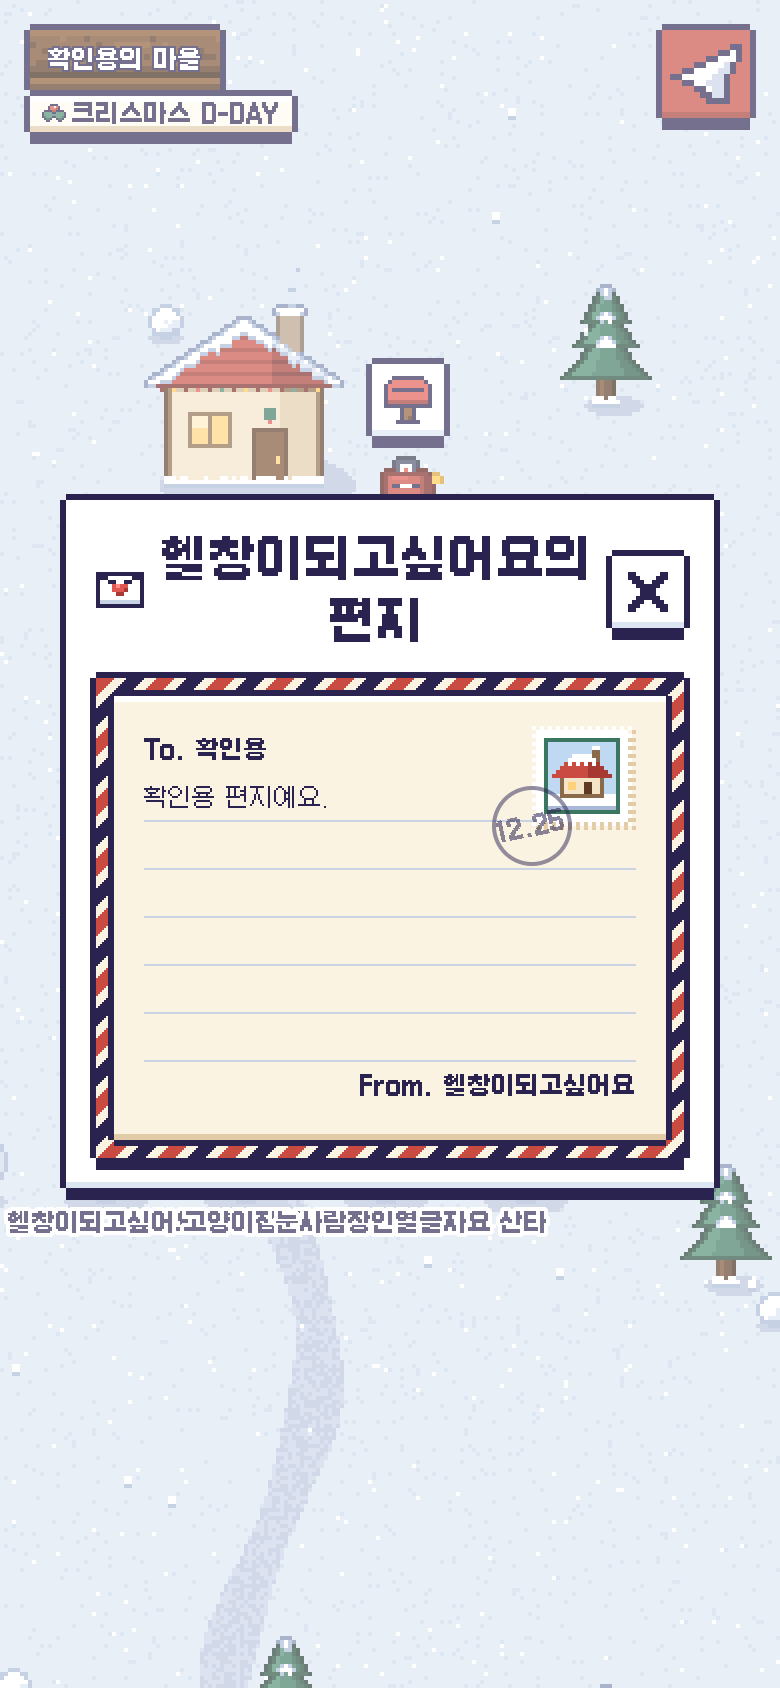 확인용의 마을
크리스마스 D-DAY
헬창이되고싶어요의
편지
To. 확인용
확인용 편지예요.
12.25
From. 헬창이되고싶어요
헬창이되고싶어
산타